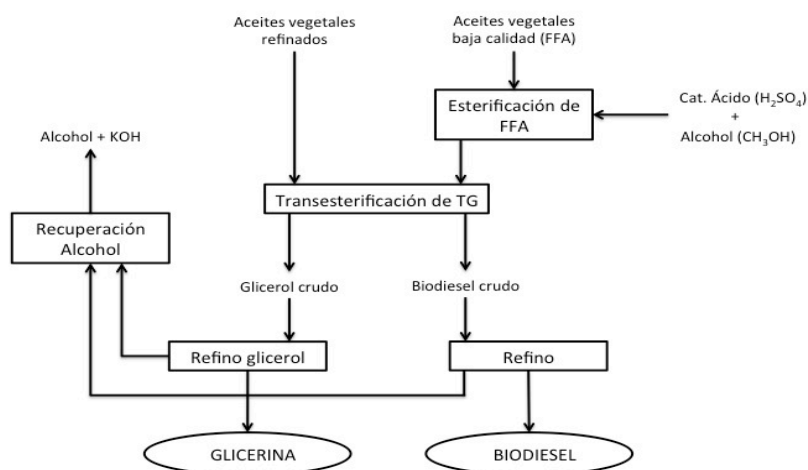 Aceites vegetales
refinados
Aceites vegetales
baja calidad (FFA)
Esterificación de
FFA
Cat. Ácido (H₂SO₄)
+
Alcohol (CH₃OH)
Alcohol + KOH
Transesterificación de TG
Recuperación
Alcohol
Glicerol crudo
Biodiesel crudo
Refino glicerol
Refino
GLICERINA
BIODIESEL